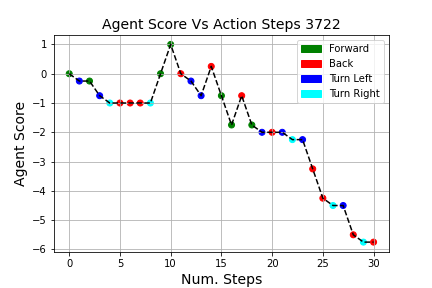 Agent Score Vs Action Steps 3722
Forward
Back
Turn Left
Turn Right
Agent Score
1
0
−1
−2
−3
−4
−5
−6
0 5 10 15 20 25 30
Num. Steps